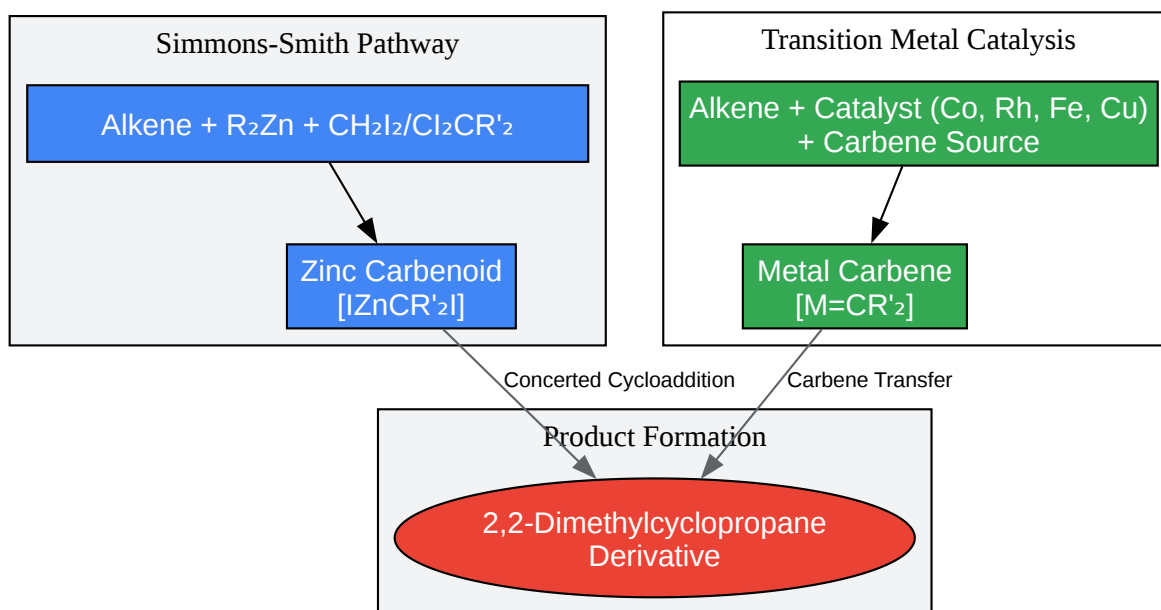 Simmons-Smith Pathway
Alkene + R₂Zn + CH₂I₂/CI₂CR'₂
Zinc Carbenoid
[IZnCR'₂I]
Transition Metal Catalysis
Alkene + Catalyst (Co, Rh, Fe, Cu)
+ Carbene Source
Metal Carbene
[M=CR'₂]
Concerted Cycloaddition
Carbene Transfer
Product Formation
2,2-Dimethylcyclopropane
Derivative